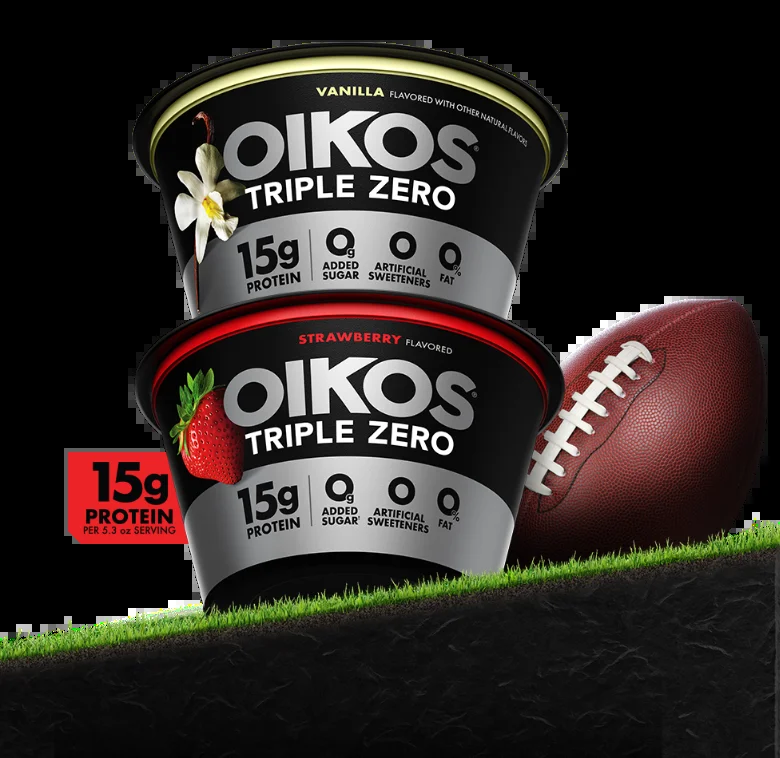 VANILLA FLAVORED WITH OTHER NATURAL FLAVORS
OIKOS®
TRIPLE ZERO
15g PROTEIN
0g ADDED SUGAR
0 ARTIFICIAL SWEETENERS
0% FAT
STRAWBERRY FLAVORED
OIKOS®
TRIPLE ZERO
15g PROTEIN
0g ADDED SUGAR†
0 ARTIFICIAL SWEETENERS
0% FAT
15g
PROTEIN
PER 5.3 oz SERVING